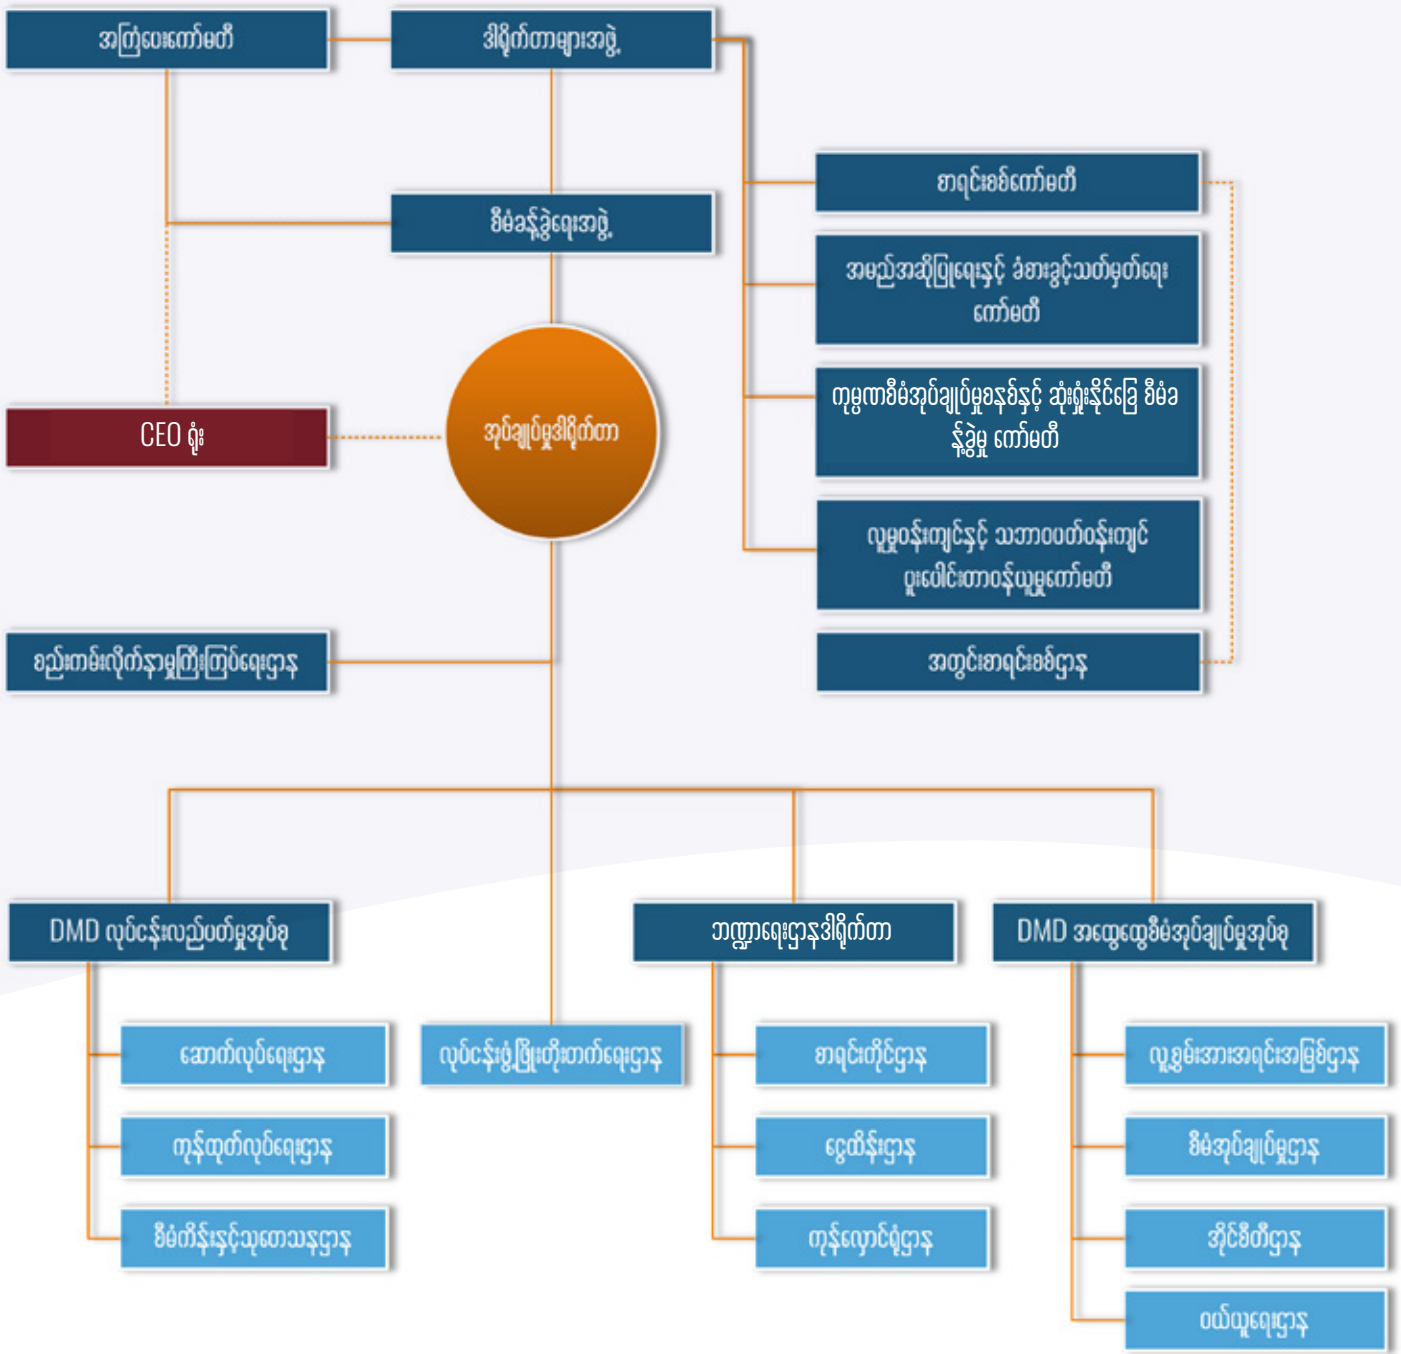 အကြံပေးကော်မတီ
ဒါရိုက်တာများအဖွဲ့
စာရင်းစစ်ကော်မတီ
စီမံခန့်ခွဲရေးအဖွဲ့
အမည်အဆိုပြုရေးနှင့် ခံစားခွင့်သတ်မှတ်ရေး
ကော်မတီ
ကုမ္ပဏီစီမံအုပ်ချုပ်မှုစနစ်နှင့် ဆုံးရှုံးနိုင်ခြေ စီမံခ
န့်ခွဲမှု ကော်မတီ
CEO ရုံး
အုပ်ချုပ်မှုဒါရိုက်တာ
လူမှုဝန်းကျင်နှင့် သဘာဝပတ်ဝန်းကျင်
ပူးပေါင်းတာဝန်ယူမှုကော်မတီ
စည်းကမ်းလိုက်နာမှုကြီးကြပ်ရေးဌာန
အတွင်းစာရင်းစစ်ဌာန
DMD လုပ်ငန်းလည်ပတ်မှုအုပ်စု
ဘဏ္ဍာရေးဌာနဒါရိုက်တာ
DMD အထွေထွေစီမံအုပ်ချုပ်မှုအုပ်စု
ဆောက်လုပ်ရေးဌာန
လုပ်ငန်းဖွံ့ဖြိုးတိုးတက်ရေးဌာန
စာရင်းကိုင်ဌာန
လူ့စွမ်းအားအရင်းအမြစ်ဌာန
ကုန်ထုတ်လုပ်ရေးဌာန
ငွေထိန်းဌာန
စီမံအုပ်ချုပ်မှုဌာန
စီမံကိန်းနှင့်သုတေသနဌာန
ကုန်လှောင်ရုံဌာန
အိုင်စီတီဌာန
ဝယ်ယူရေးဌာန